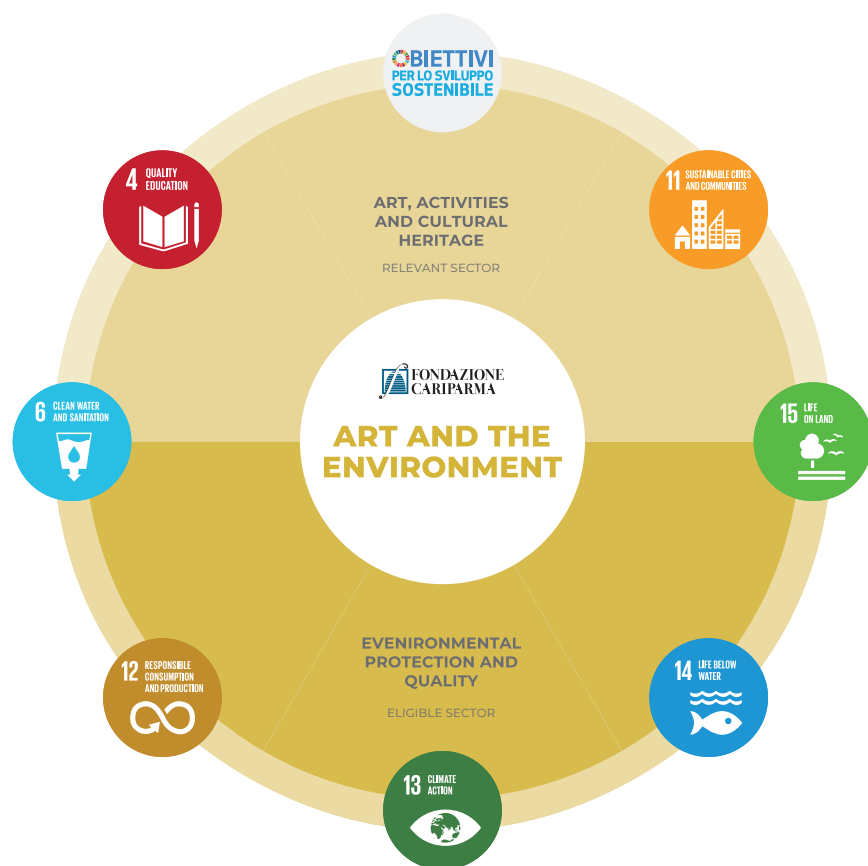 OBIETTIVI
PER LO SVILUPPO
SOSTENIBILE
4 QUALITY
EDUCATION
11 SUSTAINABLE CITIES
AND COMMUNITIES
ART, ACTIVITIES
AND CULTURAL
HERITAGE
RELEVANT SECTOR
FONDAZIONE
CARIPARMA
ART AND THE
ENVIRONMENT
6 CLEAN WATER
AND SANITATION
15 LIFE
ON LAND
EVENIRONMENTAL
PROTECTION AND
QUALITY
ELIGIBLE SECTOR
12 RESPONSIBLE
CONSUMPTION
AND PRODUCTION
14 LIFE BELOW
WATER
13 CLIMATE
ACTION